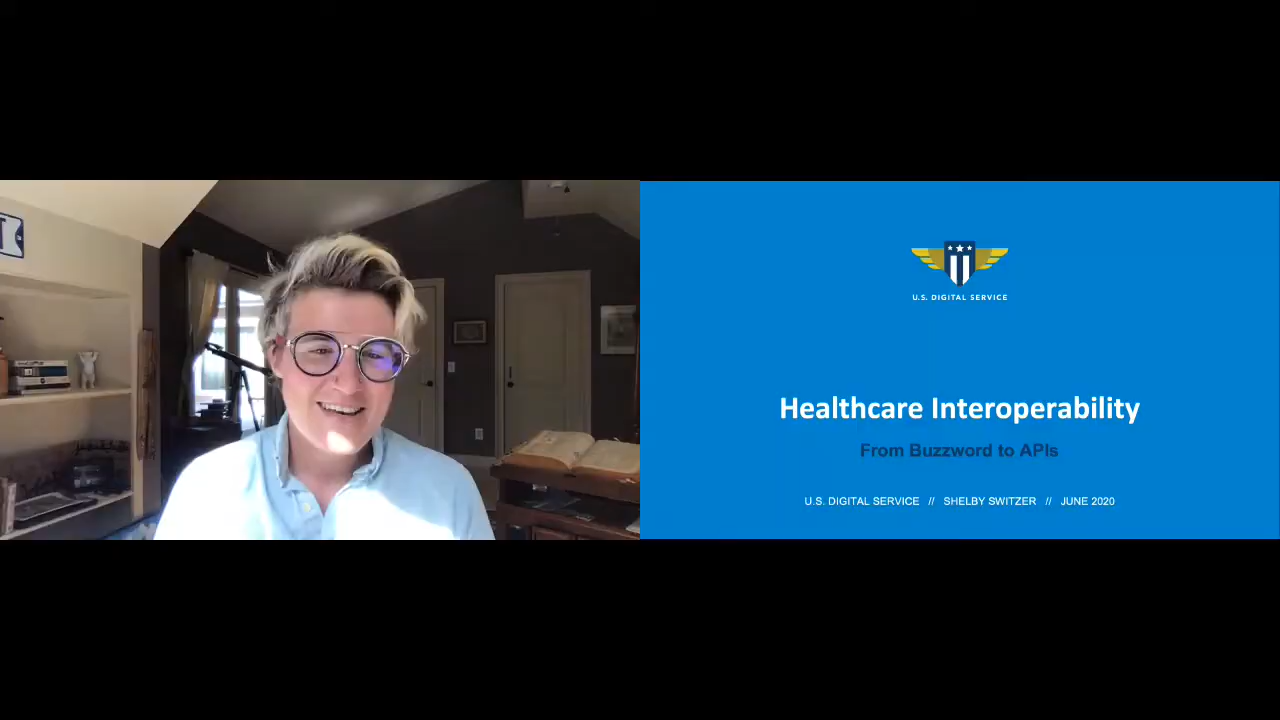 T
U.S. DIGITAL SERVICE
Healthcare Interoperability
From Buzzword to APIs
U.S. DIGITAL SERVICE // SHELBY SWITZER // JUNE 2020